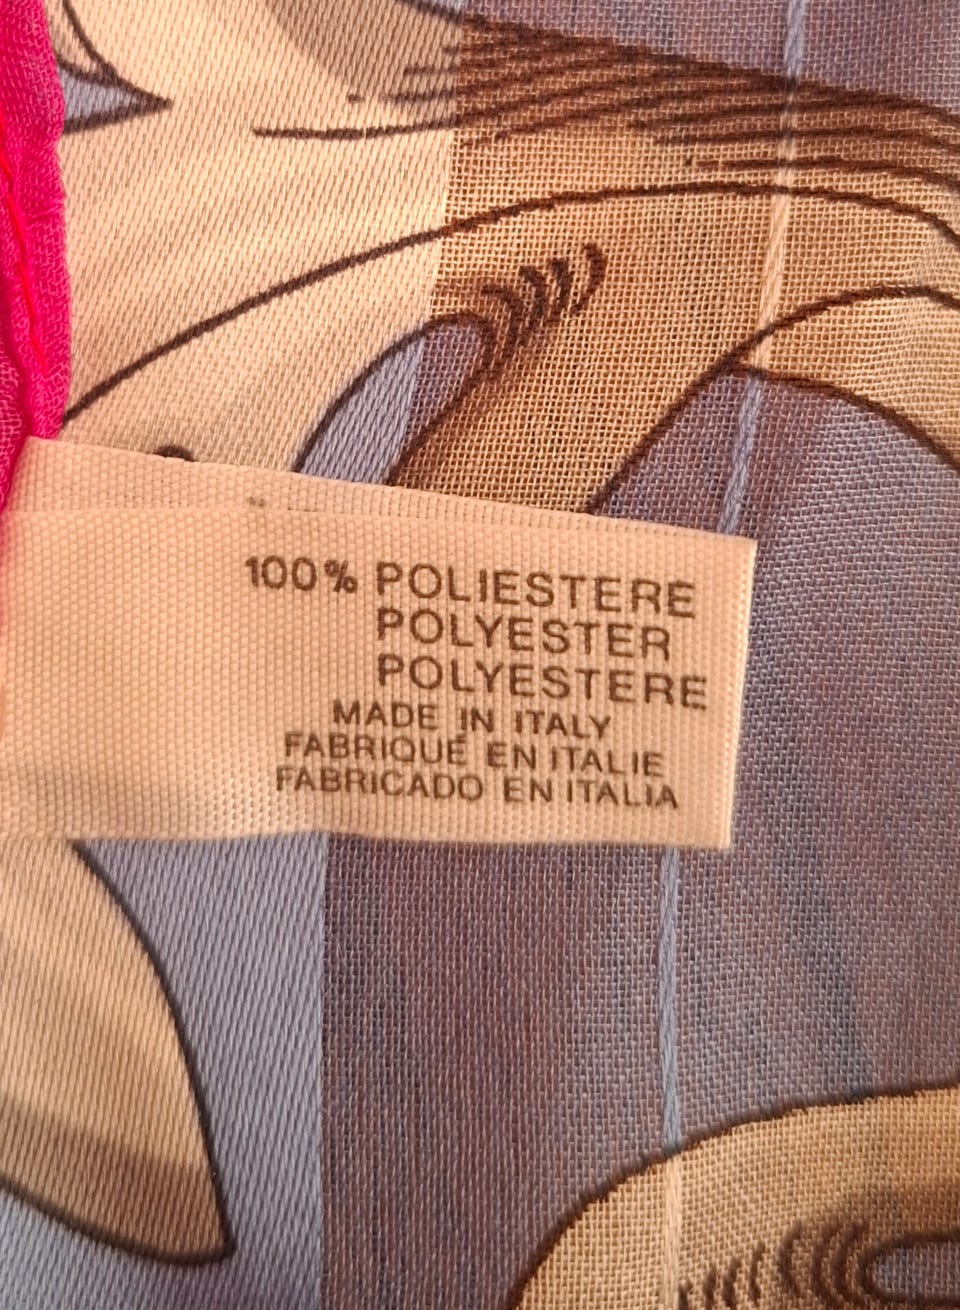 100% POLIESTERE
POLYESTER
POLYESTERE
MADE IN ITALY
FABRIQUÉ EN ITALIE
FABRICADO EN ITALIA